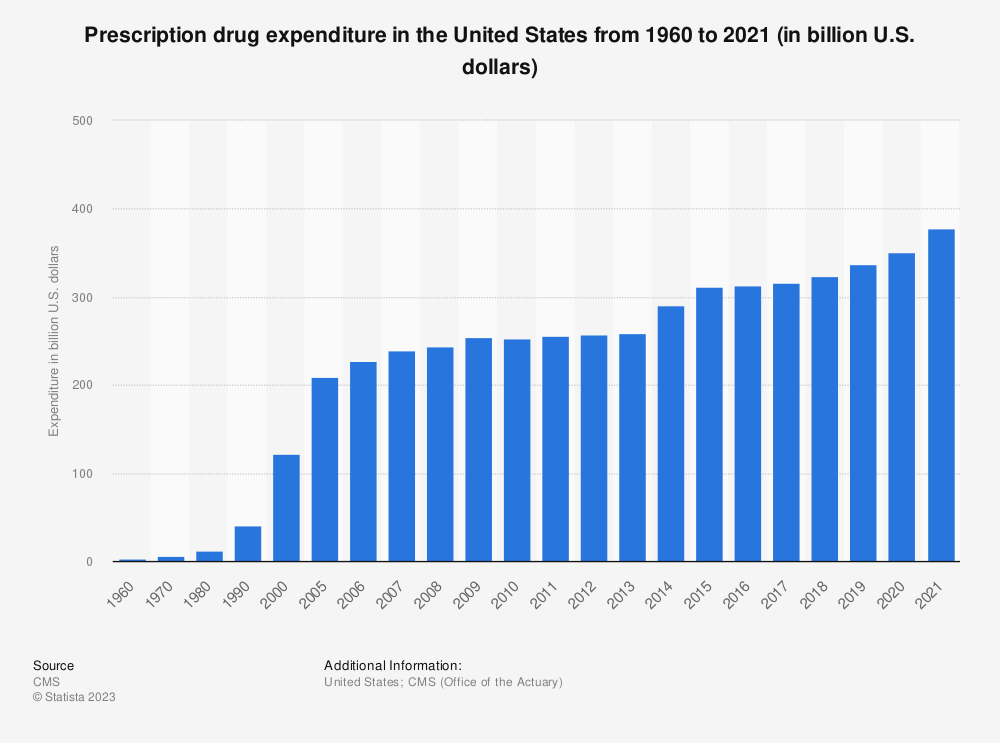 Prescription drug expenditure in the United States from 1960 to 2021 (in billion U.S.
dollars)
500
400
300
200
100
0
Expenditure in billion U.S. dollars
1960 1970 1980 1990 2000 2005 2006 2007 2008 2009 2010 2011 2012 2013 2014 2015 2016 2017 2018 2019 2020 2021
Source
CMS
© Statista 2023
Additional Information:
United States; CMS (Office of the Actuary)